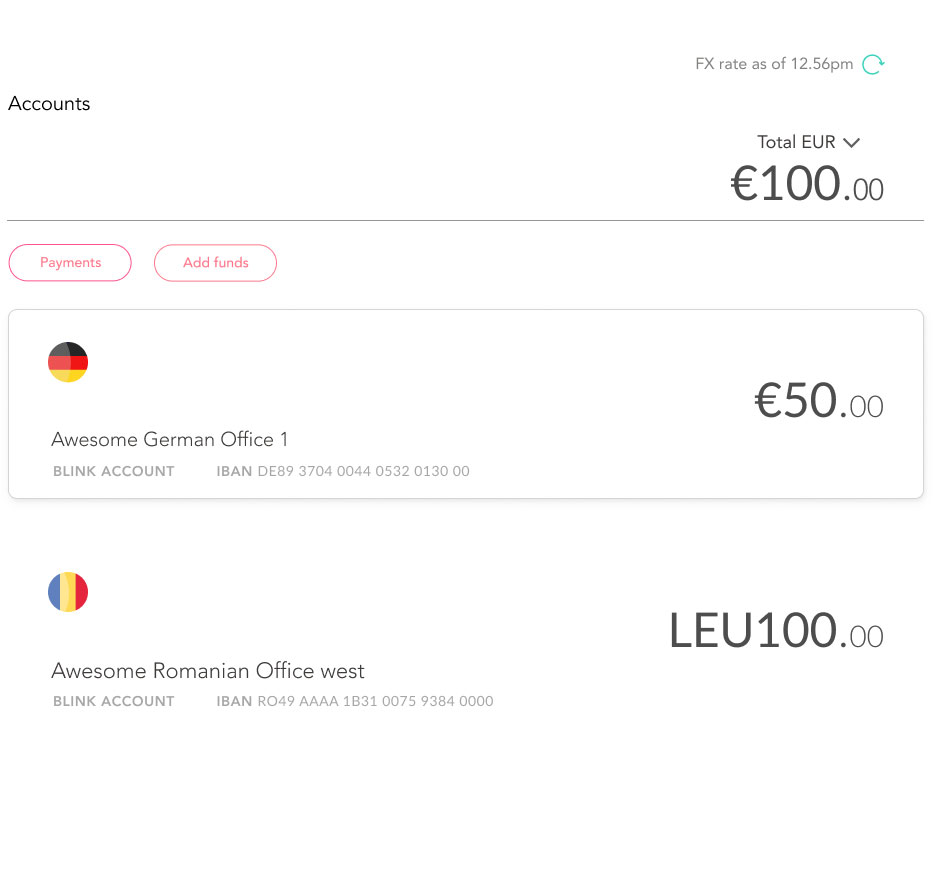 FX rate as of 12.56pm
Accounts
Total EUR
€100.00
Payments
Add funds
€50.00
Awesome German Office 1
BLINK ACCOUNT IBAN DE89 3704 0044 0532 0130 00
LEU100.00
Awesome Romanian Office west
BLINK ACCOUNT IBAN RO49 AAAA 1B31 0075 9384 0000